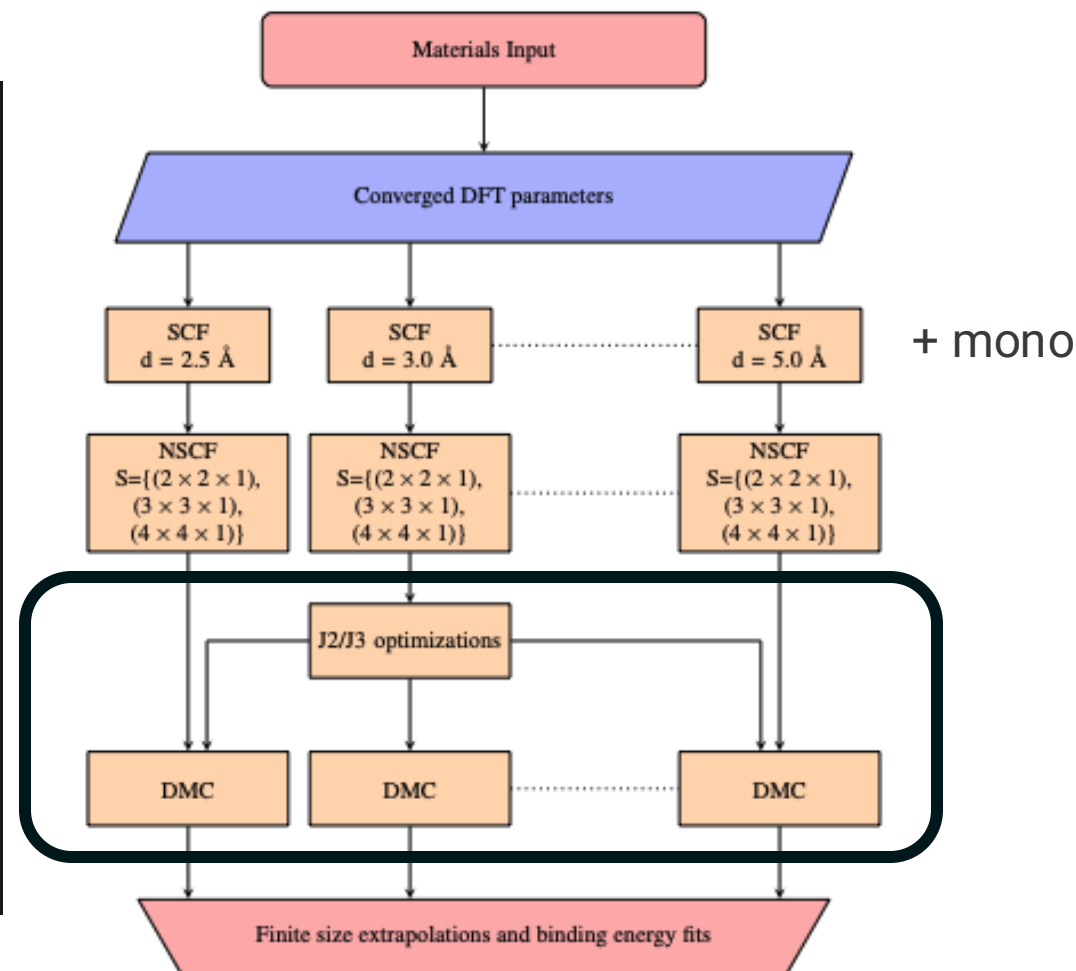 Materials Input
Converged DFT parameters
SCF
d = 2.5 Å
SCF
d = 3.0 Å
SCF
d = 5.0 Å
+ mono
NSCF
S={(2 × 2 × 1),
(3 × 3 × 1),
(4 × 4 × 1)}
NSCF
S={(2 × 2 × 1),
(3 × 3 × 1),
(4 × 4 × 1)}
NSCF
S={(2 × 2 × 1),
(3 × 3 × 1),
(4 × 4 × 1)}
J2/J3 optimizations
DMC
DMC
DMC
Finite size extrapolations and binding energy fits